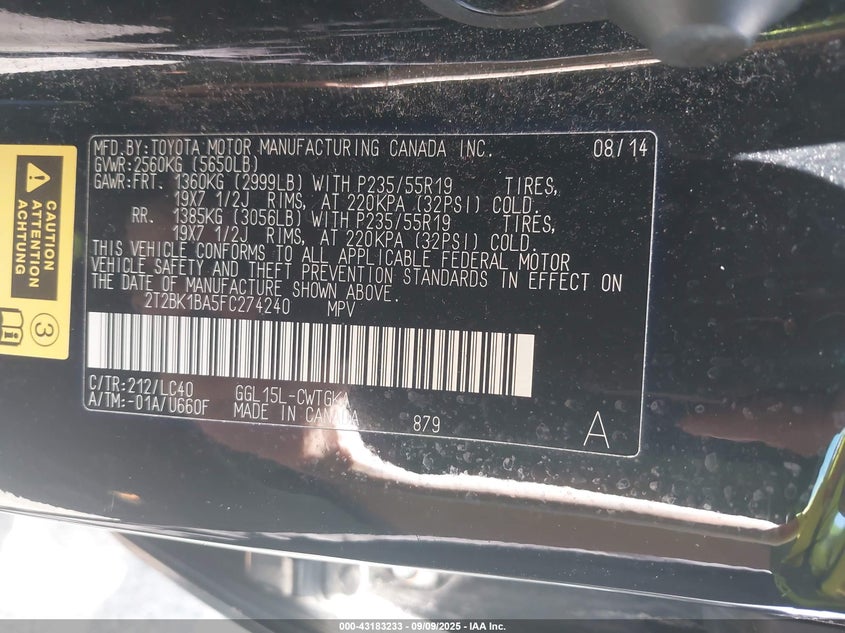 CAUTION
ATTENTION
ACHTUNG
3
MFD.BY:TOYOTA MOTOR MANUFACTURING CANADA INC. 08/14
GVWR:2560KG (5650LB)
GAWR:FRT. 1360KG (2999LB) WITH P235/55R19 TIRES,
19X7 1/2J RIMS, AT 220KPA (32PSI) COLD.
RR. 1385KG (3056LB) WITH P235/55R19 TIRES,
19X7 1/2J RIMS, AT 220KPA (32PSI) COLD.
THIS VEHICLE CONFORMS TO ALL APPLICABLE FEDERAL MOTOR
VEHICLE SAFETY AND THEFT PREVENTION STANDARDS IN EFFECT ON
THE DATE OF MANUFACTURE SHOWN ABOVE.
2T2BK1BA5FC274240 MPV
C/TR:212/LC40 GGL15L-CWTGKA
A/TM:-01A/U660F MADE IN CANADA 879 A
000-43183233 - 09/09/2025 - IAA Inc.